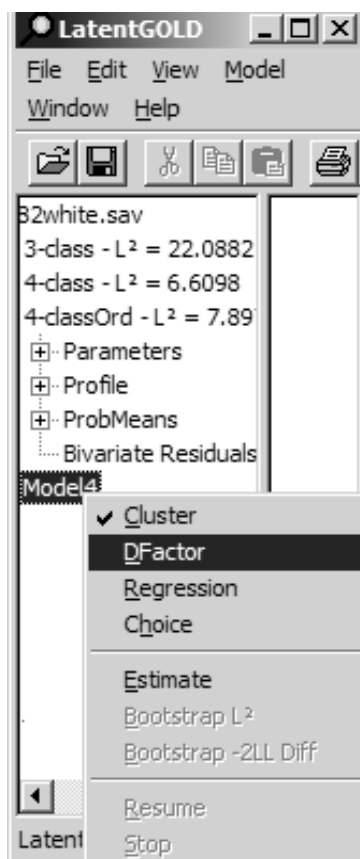 LatentGOLD
File Edit View Model
Window Help
82white.sav
3-class - L² = 22.0882
4-class - L² = 6.6098
4-classOrd - L² = 7.89
Parameters
Profile
ProbMeans
Bivariate Residuals
Model4
Cluster
DFactor
Regression
Choice
Estimate
Bootstrap L²
Bootstrap -2LL Diff
Resume
Stop
Latent